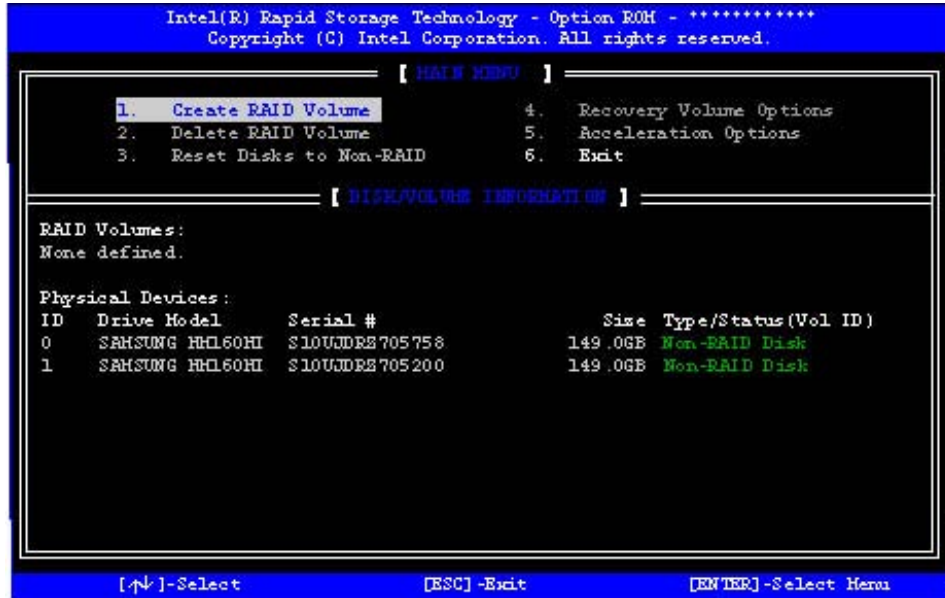 Intel(R) Rapid Storage Technology - Option ROM - ************
Copyright (C) Intel Corporation. All rights reserved.
[ MAIN MENU ]
1. Create RAID Volume
2. Delete RAID Volume
3. Reset Disks to Non-RAID
4. Recovery Volume Options
5. Acceleration Options
6. Exit
[ DISK/VOLUME INFORMATION ]
RAID Volumes:
None defined.
Physical Devices:
ID Drive Model Serial # Size Type/Status(Vol ID)
0 SAMSUNG HM160HI 149.0GB Non-RAID Disk
1 SAMSUNG HM160HI 149.0GB Non-RAID Disk
[↑↓]-Select [ESC]-Exit [ENTER]-Select Menu